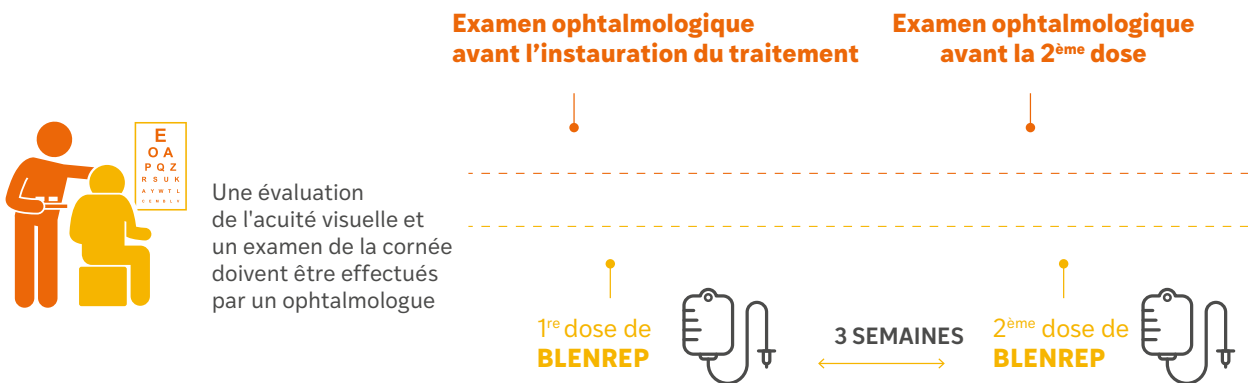 Examen ophtalmologique
avant l’instauration du traitement
Examen ophtalmologique
avant la 2ème dose
E
O A
P Q Z
R S U K
A Y W T L
Une évaluation
de l'acuité visuelle et
un examen de la cornée
doivent être effectués
par un ophtalmologue
1re dose de
BLENREP
3 SEMAINES
2ème dose de
BLENREP